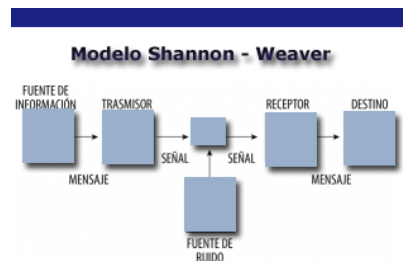 Modelo Shannon - Weaver
FUENTE DE
INFORMACIÓN
TRASMISOR
RECEPTOR
DESTINO
SEÑAL
SEÑAL
MENSAJE
MENSAJE
FUENTE DE
RUIDO